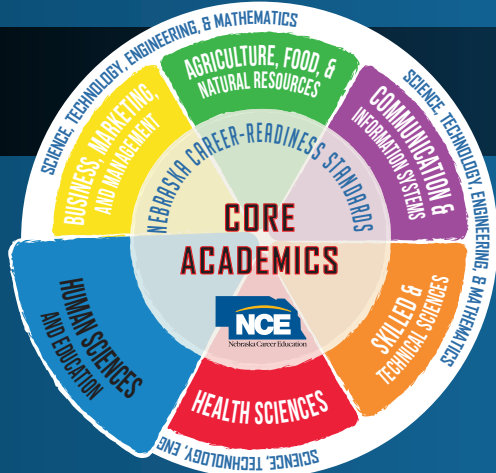 SCIENCE, TECHNOLOGY, ENGINEERING, & MATHEMATICS
AGRICULTURE, FOOD, &
NATURAL RESOURCES
SCIENCE, TECHNOLOGY, ENGINEERING, & MATHEMATICS
COMMUNICATION &
INFORMATION SYSTEMS
BUSINESS, MARKETING,
AND MANAGEMENT
NEBRASKA CAREER-READINESS STANDARDS
CORE
ACADEMICS
NCE
Nebraska Career Education
HUMAN SCIENCES
AND EDUCATION
SKILLED &
TECHNICAL SCIENCES
HEALTH SCIENCES
SCIENCE, TECHNOLOGY, ENG